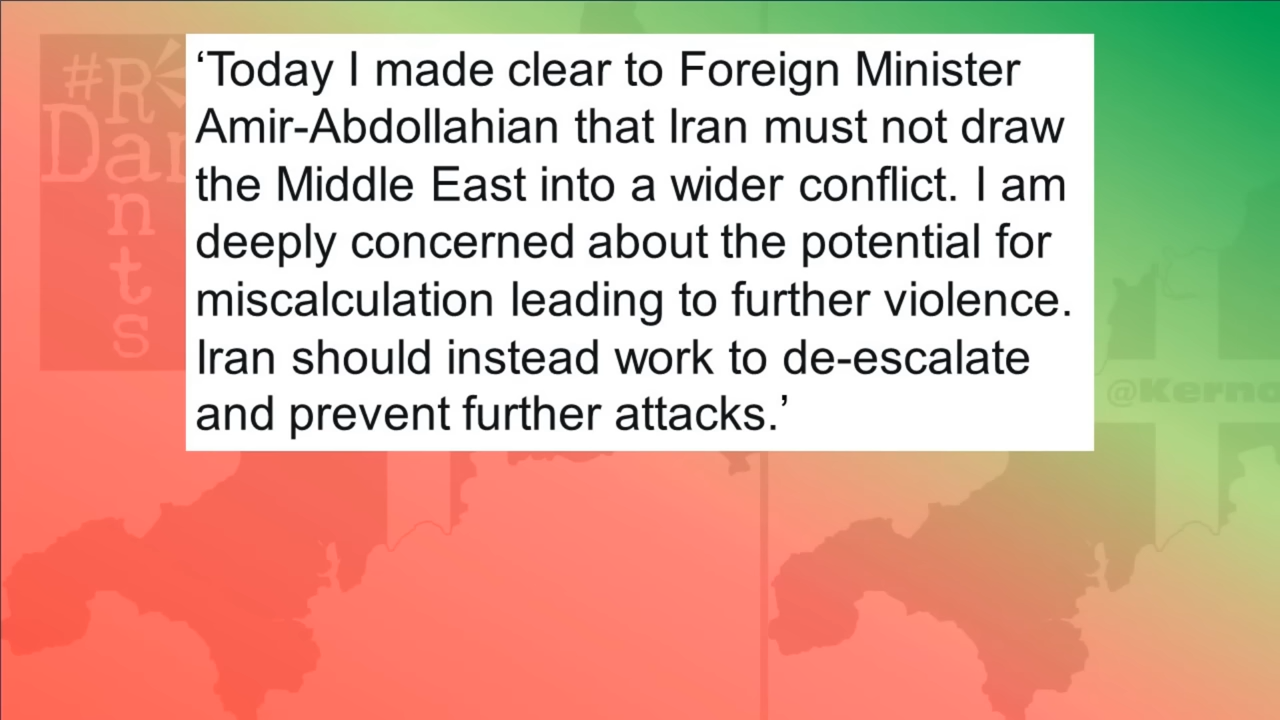 #R
Dar
n
t
s
‘Today I made clear to Foreign Minister
Amir-Abdollahian that Iran must not draw
the Middle East into a wider conflict. I am
deeply concerned about the potential for
miscalculation leading to further violence.
Iran should instead work to de-escalate
and prevent further attacks.’
@Kerno